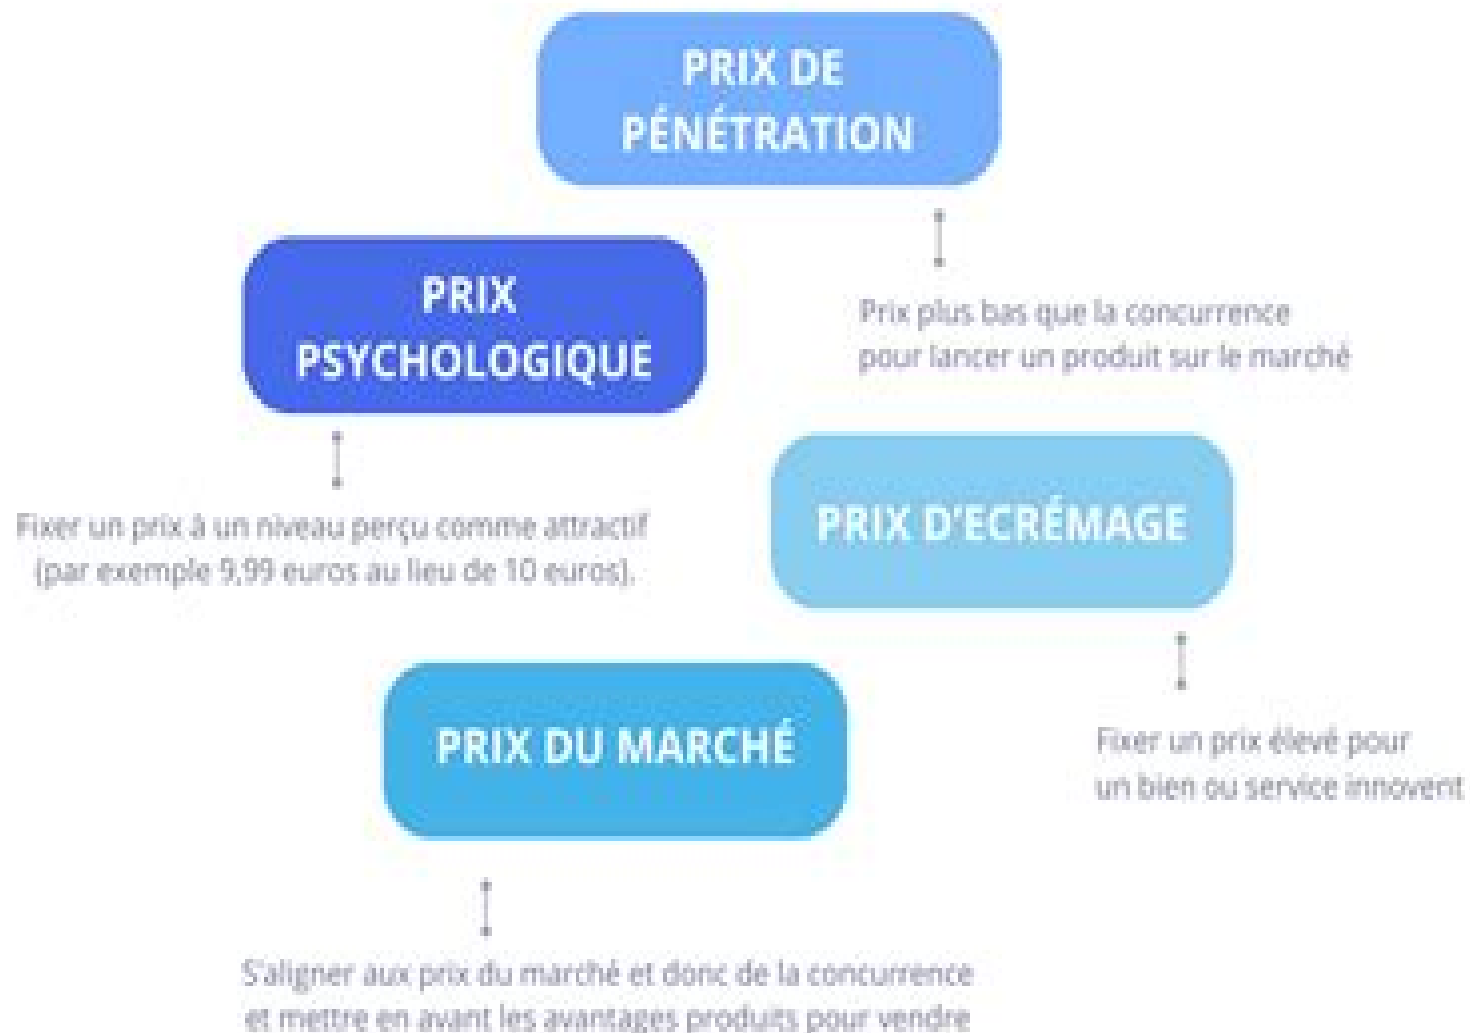 PRIX DE
PÉNÉTRATION
Prix plus bas que la concurrence
pour lancer un produit sur le marché
PRIX
PSYCHOLOGIQUE
Fixer un prix à un niveau perçu comme attractif
(par exemple 9,99 euros au lieu de 10 euros).
PRIX D'ECRÉMAGE
Fixer un prix élevé pour
un bien ou service innovent
PRIX DU MARCHÉ
S'aligner aux prix du marché et donc de la concurrence
et mettre en avant les avantages produits pour vendre